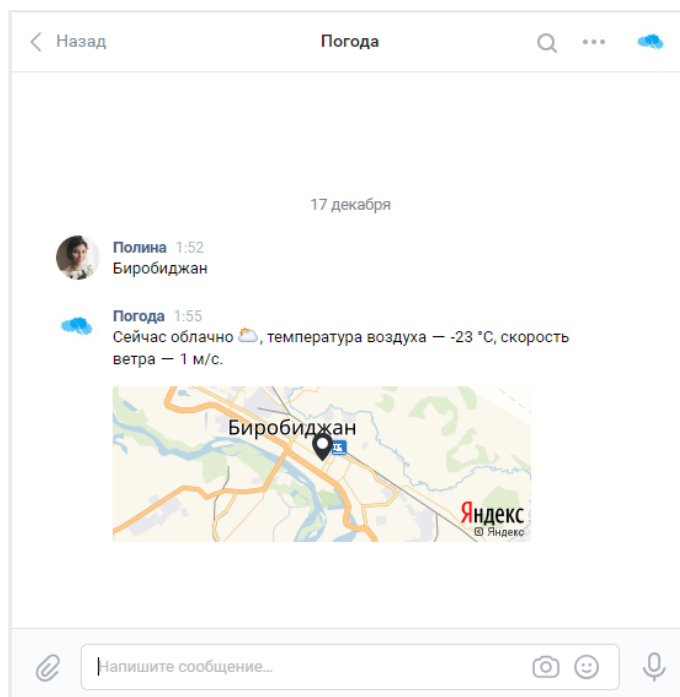 Назад
Погода
17 декабря
Полина 1:52
Биробиджан
Погода 1:55
Сейчас облачно 🌥, температура воздуха — -23 °C, скорость
ветра — 1 м/с.
Биробиджан
Яндекс
© Яндекс
Напишите сообщение...